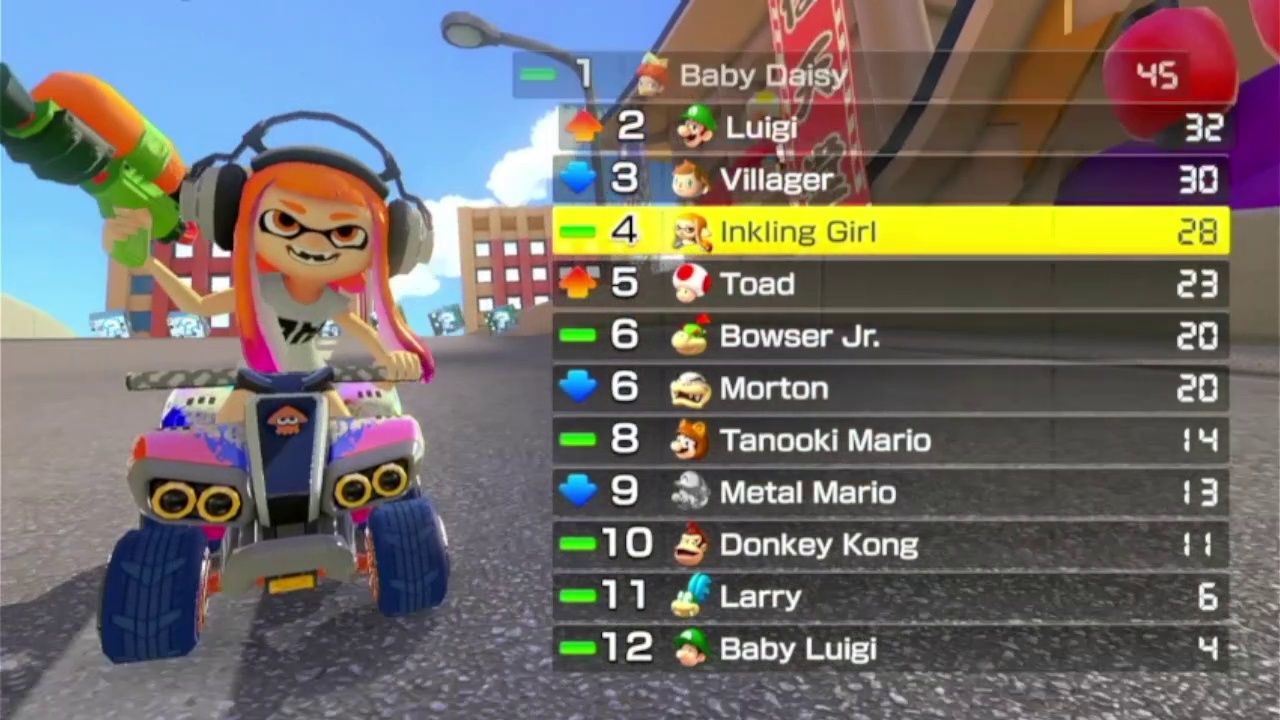 1 Baby Daisy 45
2 Luigi 32
3 Villager 30
4 Inkling Girl 28
5 Toad 23
6 Bowser Jr. 20
6 Morton 20
8 Tanooki Mario 14
9 Metal Mario 13
10 Donkey Kong 11
11 Larry 6
12 Baby Luigi 4